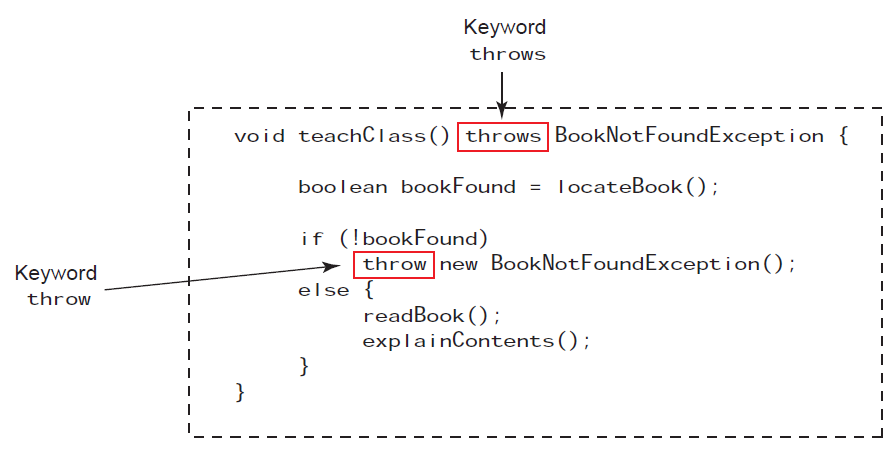 Keyword
throws
void teachClass() throws BookNotFoundException {
boolean bookFound = locateBook();
if (!bookFound)
throw new BookNotFoundException();
Keyword
throw
else {
readBook();
explainContents();
}
}